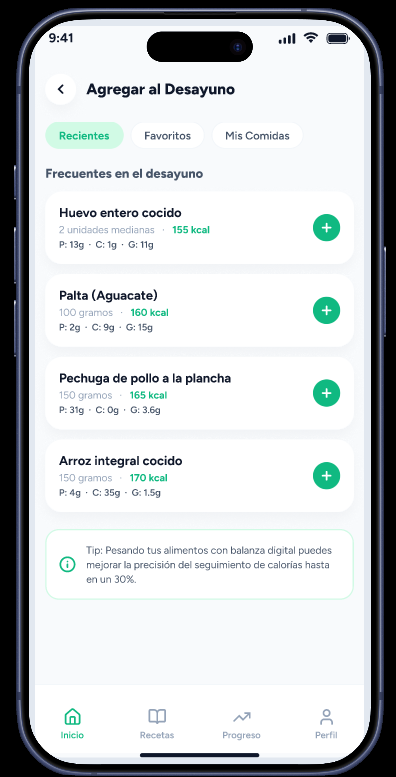 9:41
Agregar al Desayuno
Recientes
Favoritos
Mis Comidas
Frecuentes en el desayuno
Huevo entero cocido
2 unidades medianas · 155 kcal
P: 13g · C: 1g · G: 11g
Palta (Aguacate)
100 gramos · 160 kcal
P: 2g · C: 9g · G: 15g
Pechuga de pollo a la plancha
150 gramos · 165 kcal
P: 31g · C: 0g · G: 3.6g
Arroz integral cocido
150 gramos · 170 kcal
P: 4g · C: 35g · G: 1.5g
Tip: Pesando tus alimentos con balanza digital puedes
mejorar la precisión del seguimiento de calorías hasta
en un 30%.
Inicio
Recetas
Progreso
Perfil